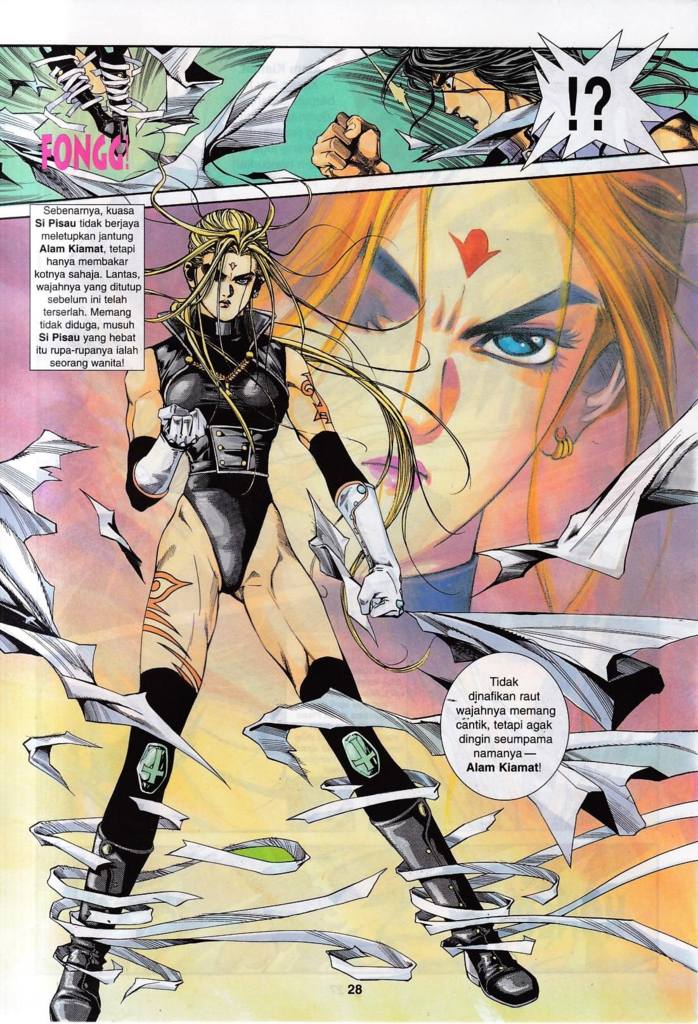 !?
FONGG!
Sebenarnya, kuasa
Si Pisau tidak berjaya
meletupkan jantung
Alam Kiamat, tetapi
hanya membakar
kotnya sahaja. Lantas,
wajahnya yang ditutup
sebelum ini telah
terserlah. Memang
tidak diduga, musuh
Si Pisau yang hebat
itu rupa-rupanya ialah
seorang wanita!
Tidak
dinafikan raut
wajahnya memang
cantik, tetapi agak
dingin seumpama
namanya —
Alam Kiamat!
28